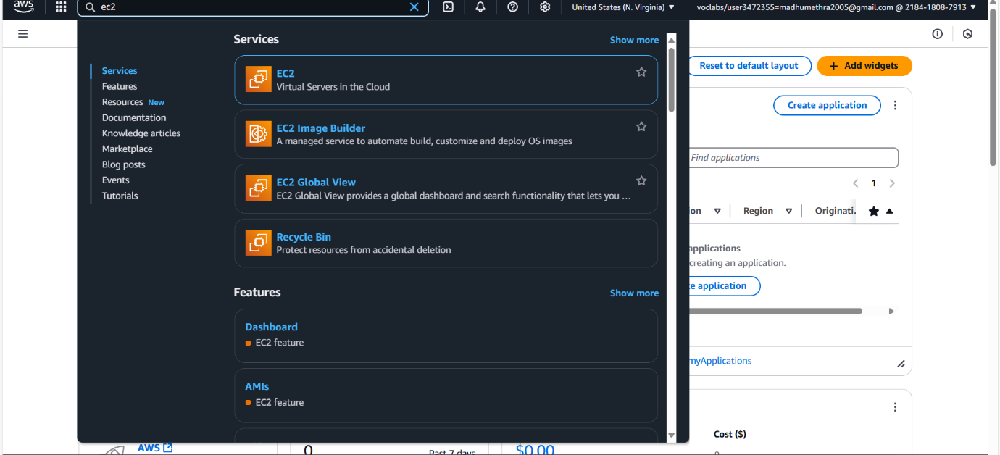 aws
ec2
United States (N. Virginia)
voclabs/user3472355=madhumethra2005@gmail.com @ 2184-1808-7913
Services
Features
Resources New
Documentation
Knowledge articles
Marketplace
Blog posts
Events
Tutorials
Services
Show more
EC2
Virtual Servers in the Cloud
EC2 Image Builder
A managed service to automate build, customize and deploy OS images
EC2 Global View
EC2 Global View provides a global dashboard and search functionality that lets you ...
Recycle Bin
Protect resources from accidental deletion
Features
Show more
Dashboard
EC2 feature
AMIs
EC2 feature
Reset to default layout
+ Add widgets
Create application
Find applications
1
ion
Region
Originati.
applications
creating an application.
e application
myApplications
Cost ($)
0
AWS
0
Past 7 days
$0.00